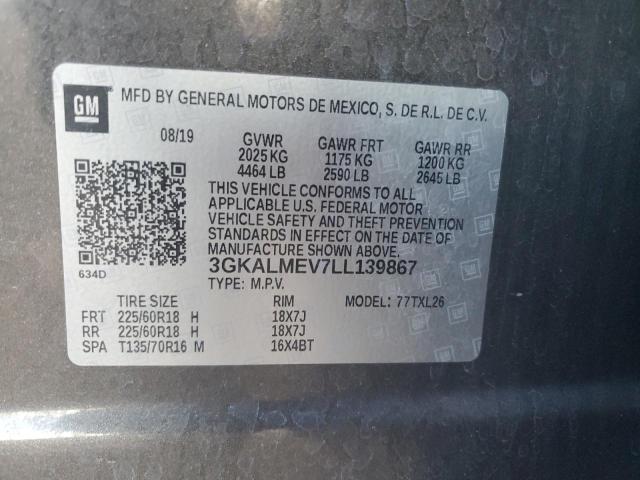 GM
MFD BY GENERAL MOTORS DE MEXICO, S. DE R.L. DE C.V.
08/19 GVWR GAWR FRT GAWR RR
2025 KG 1175 KG 1200 KG
4464 LB 2590 LB 2645 LB
THIS VEHICLE CONFORMS TO ALL
APPLICABLE U.S. FEDERAL MOTOR
VEHICLE SAFETY AND THEFT PREVENTION
STANDARDS IN EFFECT ON THE DATE OF
MANUFACTURE SHOWN ABOVE.
634D
3GKALMEV7LL139867
TYPE: M.P.V.
TIRE SIZE RIM MODEL: 77TXL26
FRT 225/60R18 H 18X7J
RR 225/60R18 H 18X7J
SPA T135/70R16 M 16X4BT